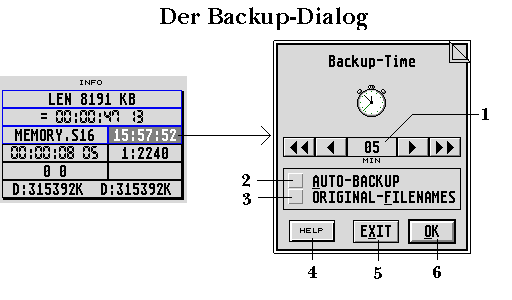 Der Backup-Dialog
INFO
LEN 8191 KB
= 00:00:47 13
MEMORY.S16 15:57:52
00:00:08 05 1:2240
0 0
D:315392K D:315392K
Backup-Time
1
05
MIN
2 AUTO-BACKUP
3 ORIGINAL-FILENAMES
HELP EXIT OK
4 5 6